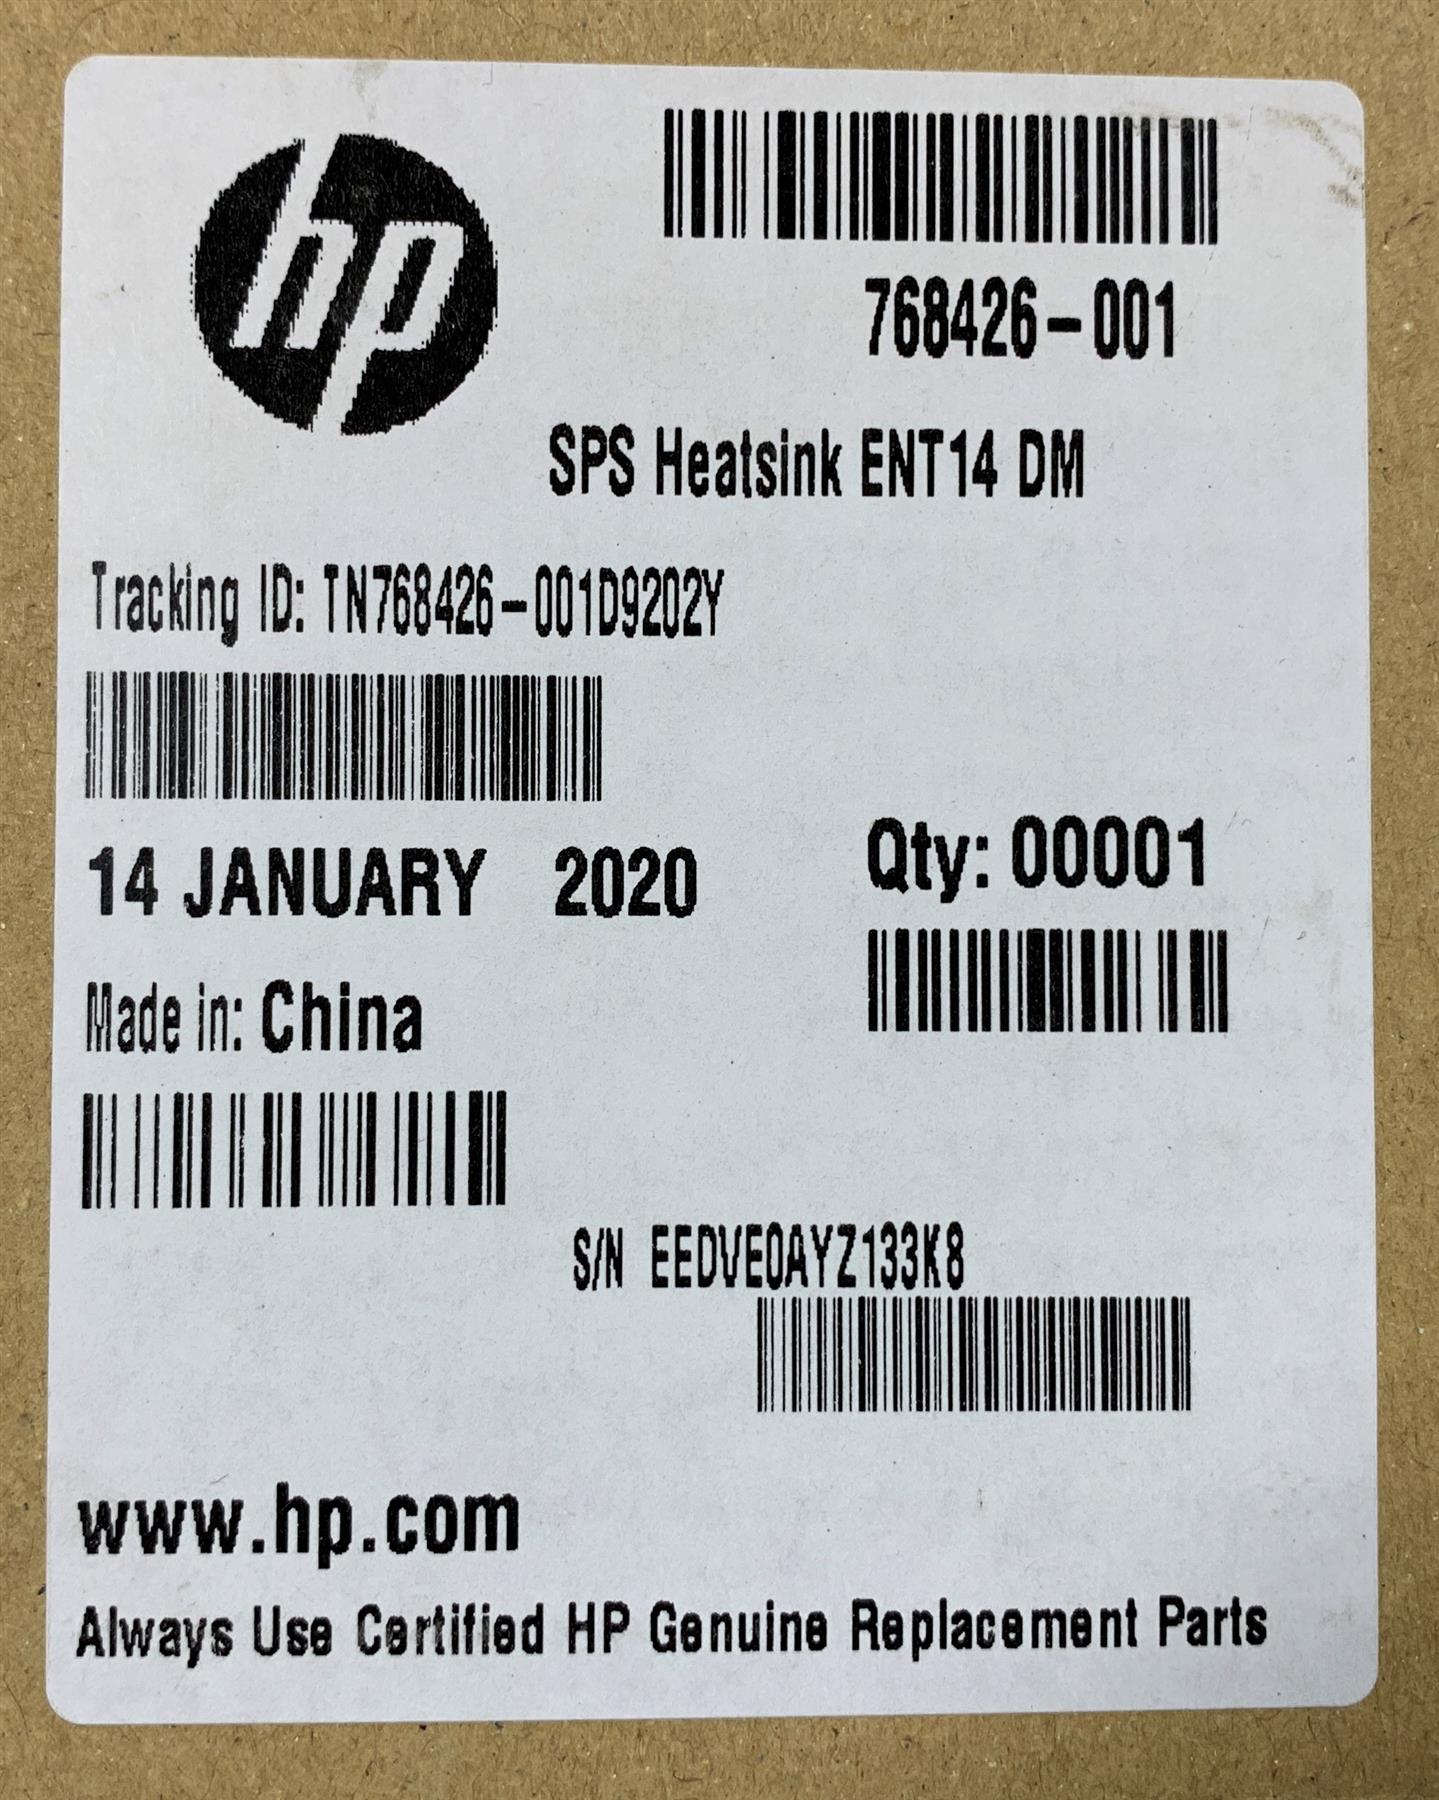 hp
768426-001
SPS Heatsink ENT14 DM
Tracking ID: TN768426-001D9202Y
14 JANUARY 2020
Qty: 00001
Made in: China
S/N EEDVE0AYZ133K8
www.hp.com
Always Use Certified HP Genuine Replacement Parts